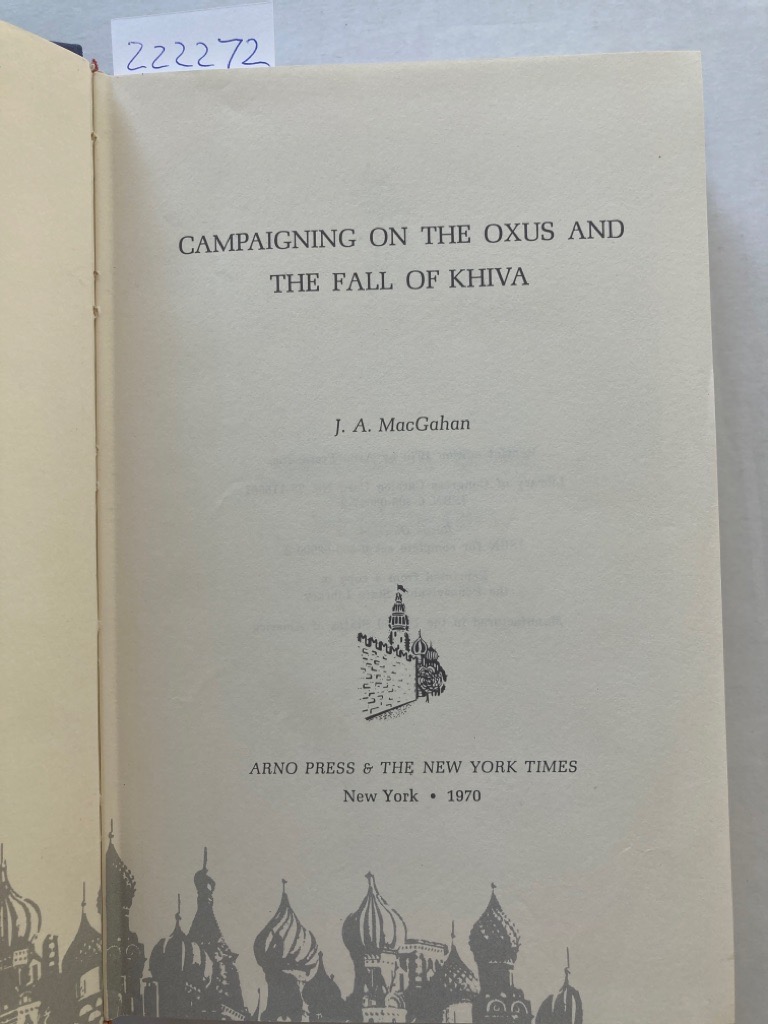 222272
CAMPAIGNING ON THE OXUS AND
THE FALL OF KHIVA
J. A. MacGahan
ARNO PRESS & THE NEW YORK TIMES
New York • 1970